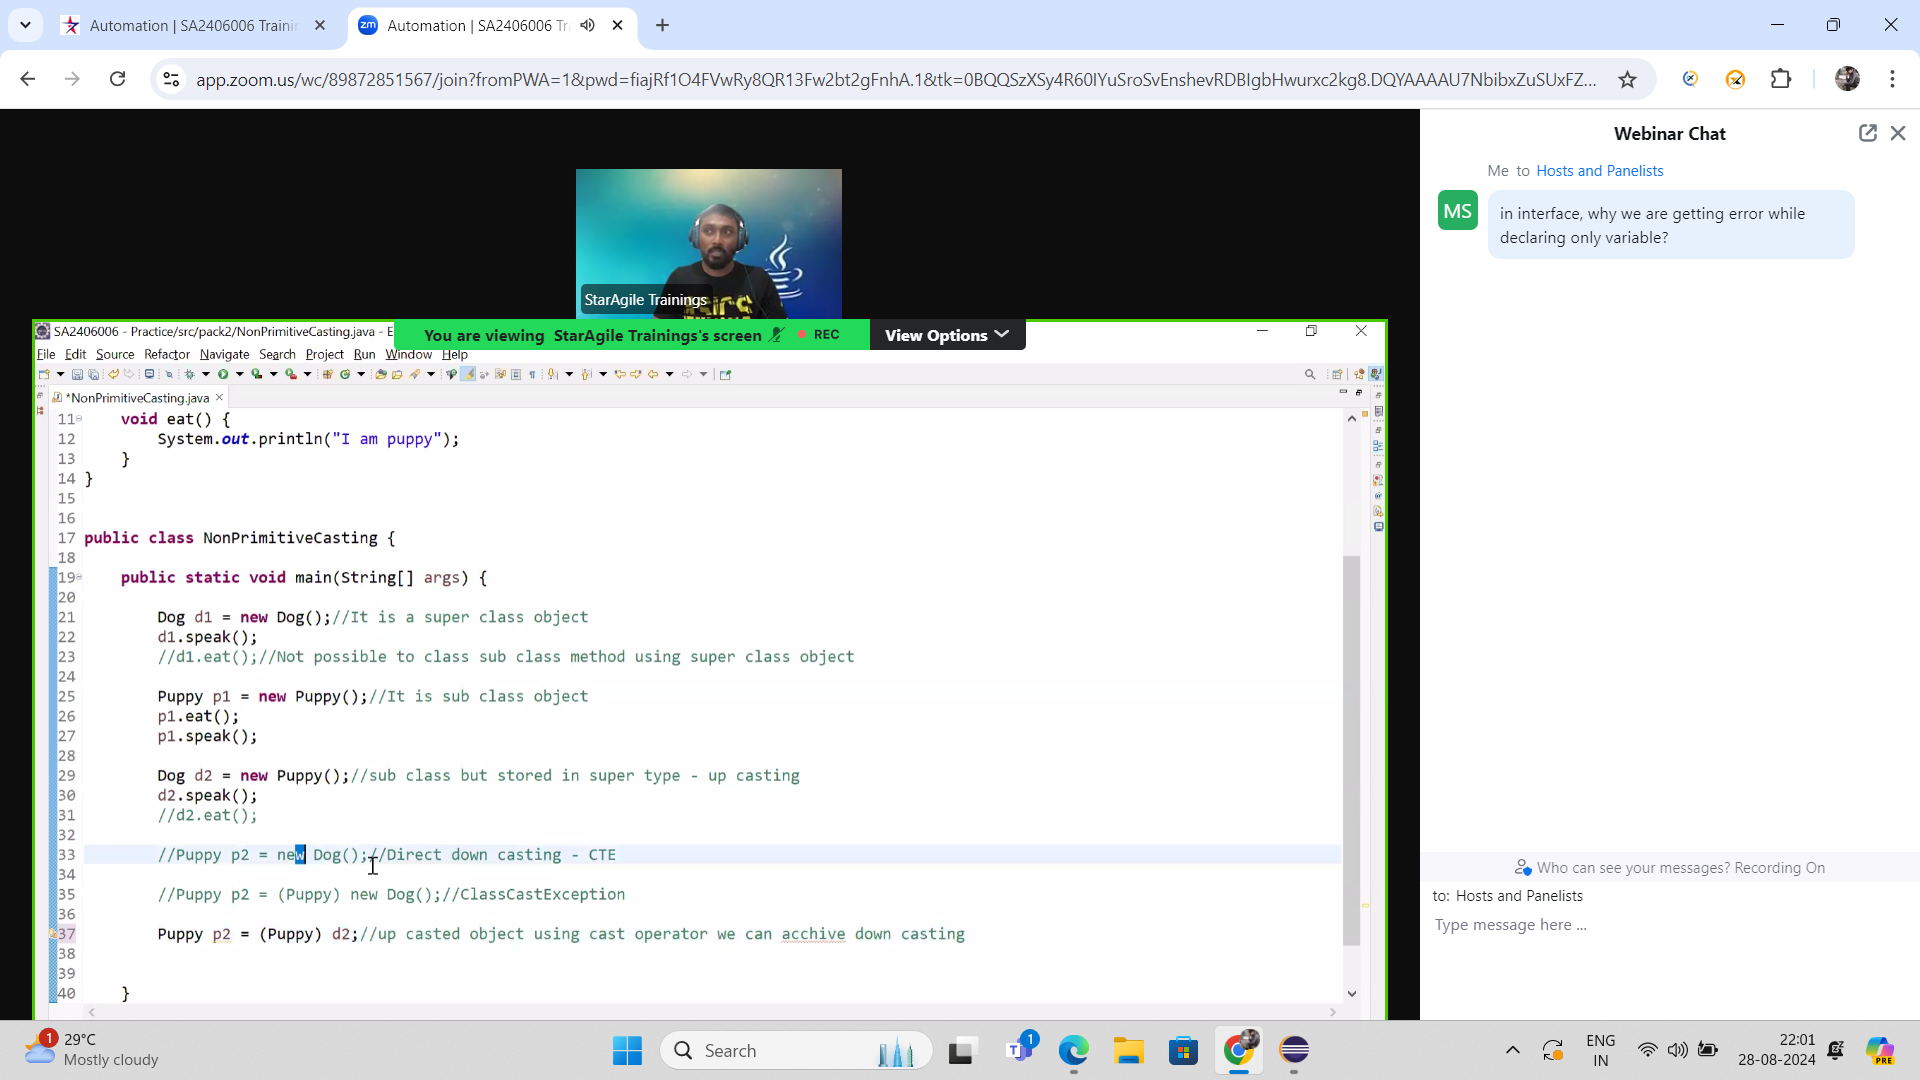 Automation | SA2406006 Traini
Automation | SA2406006 Tr
app.zoom.us/wc/89872851567/join?fromPWA=1&pwd=fiajRf1O4FVwRy8QR13Fw2bt2gFnhA.1&tk=0BQQSzXSy4R60IYuSroSvEnshevRDBIgbHwurxc2kg8.DQYAAAAU7NbibxZuSUxFZ...
Webinar Chat
Me to Hosts and Panelists
MS
in interface, why we are getting error while
declaring only variable?
StarAgile Trainings
SA2406006 - Practice/src/pack2/NonPrimitiveCasting.java - E
You are viewing StarAgile Trainings's screen
REC
View Options
File Edit Source Refactor Navigate Search Project Run Window Help
*NonPrimitiveCasting.java
11 void eat() {
12 System.out.println("I am puppy");
13 }
14 }
15
16
17 public class NonPrimitiveCasting {
18
19 public static void main(String[] args) {
20
21 Dog d1 = new Dog();//It is a super class object
22 d1.speak();
23 //d1.eat();//Not possible to class sub class method using super class object
24
25 Puppy p1 = new Puppy();//It is sub class object
26 p1.eat();
27 p1.speak();
28
29 Dog d2 = new Puppy();//sub class but stored in super type - up casting
30 d2.speak();
31 //d2.eat();
32
33 //Puppy p2 = new Dog();//Direct down casting - CTE
34
35 //Puppy p2 = (Puppy) new Dog();//ClassCastException
36
37 Puppy p2 = (Puppy) d2;//up casted object using cast operator we can acchive down casting
38
39
40 }
Who can see your messages? Recording On
to: Hosts and Panelists
Type message here ...
1
29°C
Mostly cloudy
Search
1
ENG
IN
22:01
28-08-2024
PRE